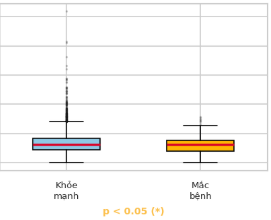 Khỏe Mắc
mạnh bệnh
p < 0.05 (*)